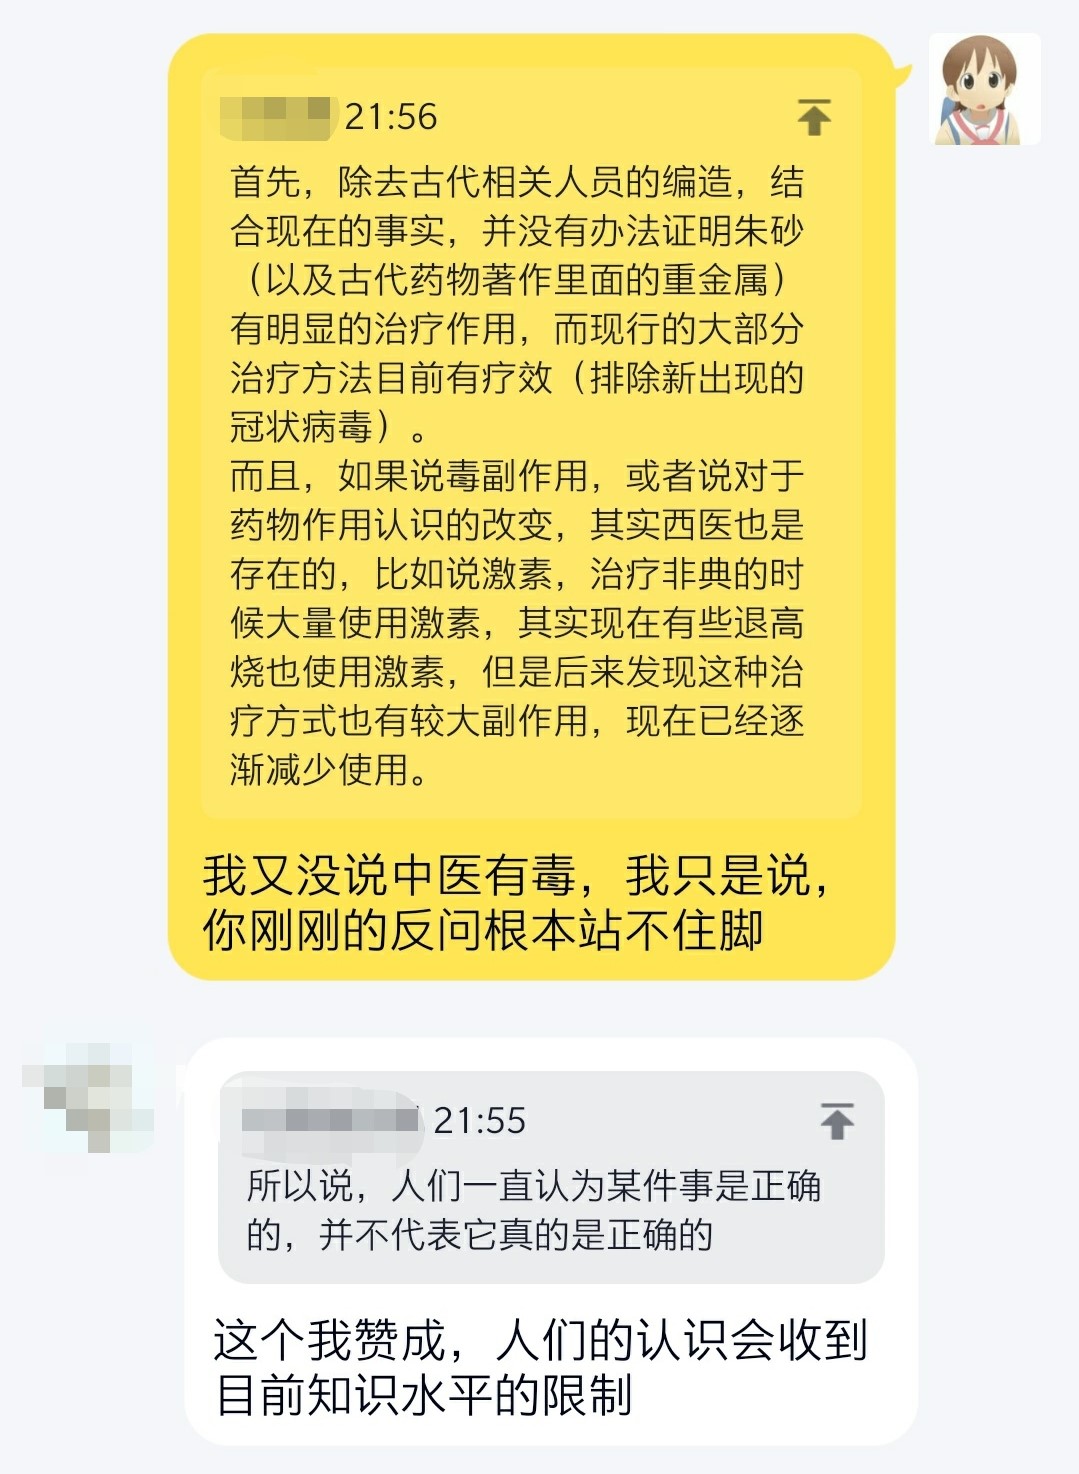 21:56
首先，除去古代相关人员的编造，结
合现在的事实，并没有办法证明朱砂
（以及古代药物著作里面的重金属）
有明显的治疗作用，而现行的大部分
治疗方法目前有疗效（排除新出现的
冠状病毒）。
而且，如果说毒副作用，或者说对于
药物作用认识的改变，其实西医也是
存在的，比如说激素，治疗非典的时
候大量使用激素，其实现在有些退高
烧也使用激素，但是后来发现这种治
疗方式也有较大副作用，现在已经逐
渐减少使用。
我又没说中医有毒，我只是说，
你刚刚的反问根本站不住脚
21:55
所以说，人们一直认为某件事是正确
的，并不代表它真的是正确的
这个我赞成，人们的认识会收到
目前知识水平的限制